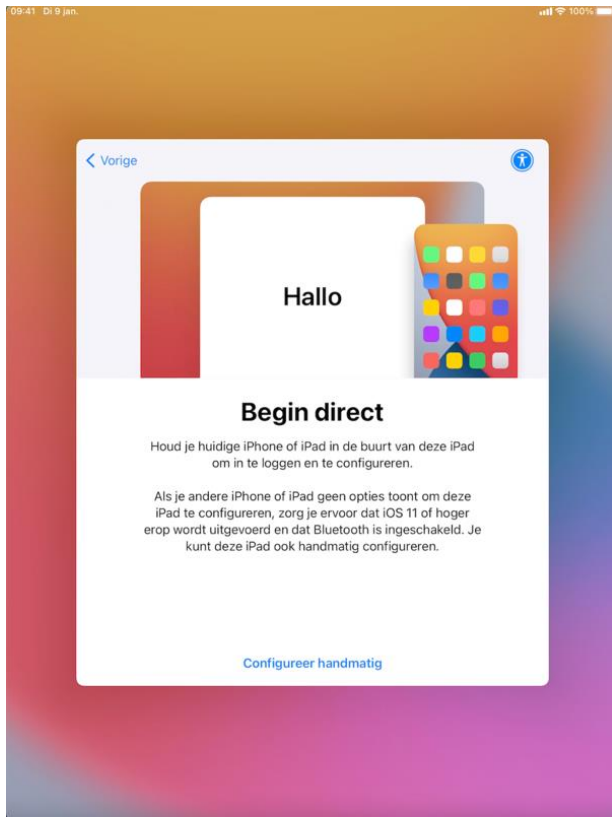 09:41 Di 9 jan. 100%
Vorige
Hallo
Begin direct
Houd je huidige iPhone of iPad in de buurt van deze iPad
om in te loggen en te configureren.
Als je andere iPhone of iPad geen opties toont om deze
iPad te configureren, zorg je ervoor dat iOS 11 of hoger
erop wordt uitgevoerd en dat Bluetooth is ingeschakeld. Je
kunt deze iPad ook handmatig configureren.
Configureer handmatig